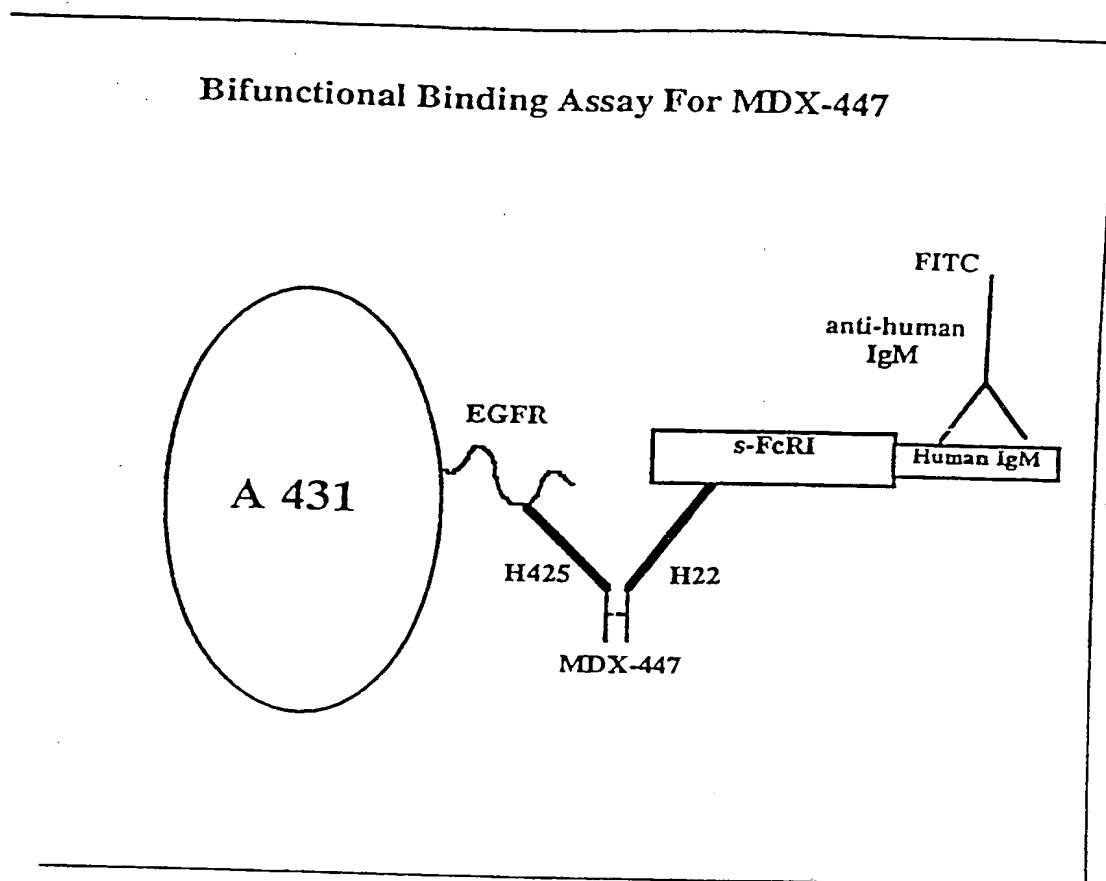 Bifunctional Binding Assay For MDX-447
FITC
anti-human
IgM
EGFR
s-FcRI
Human IgM
A 431
H425
H22
MDX-447